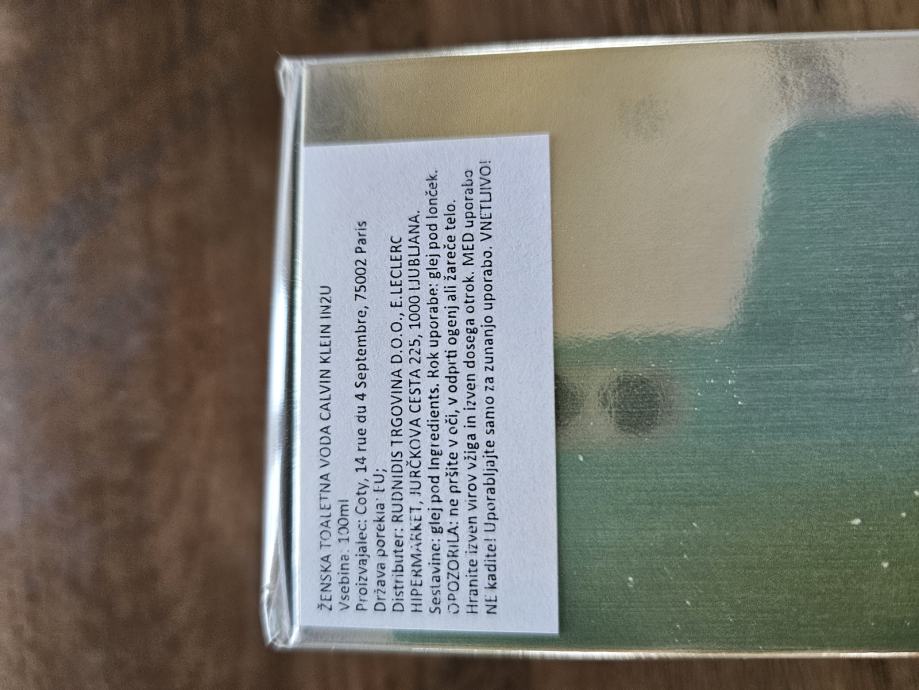 ŽENSKA TOALETNA VODA CALVIN KLEIN IN2U
Vsebina: 100ml
Proizvajalec: Coty, 14 rue du 4 Septembre, 75002 Paris
Država porekla: EU;
Distributer: RUDNIDIS TRGOVINA D.O.O., E.LECLERC
HIPERMARKET, JURČKOVA CESTA 225, 1000 LJUBLJANA.
Sestavine: glej pod Ingredients. Rok uporabe: glej pod lonček.
OPOZORILA: ne pršite v oči, v odprti ogenj ali žareče telo.
Hranite izven virov vžiga in izven dosega otrok. MED uporabo
NE kadite! Uporabljajte samo za zunanjo uporabo. VNETLJIVO!